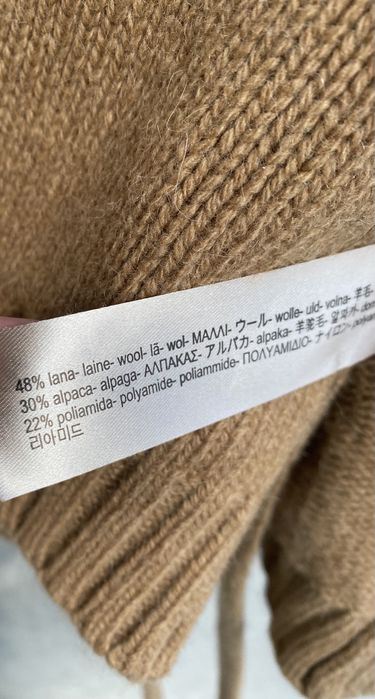 48% lana- laine- wool- lã- wol- ΜΑΛΛΙ- ウール- wolle- uld- volna- 羊毛-
30% alpaca- alpaga- ΑΛΠΑΚΑΣ- アルパカ- alpaka- 羊驼毛- 알파카-
22% poliamida- polyamide- poliammide- ΠΟΛΥΑΜΙΔΙΟ- ナイロン-
리아미드